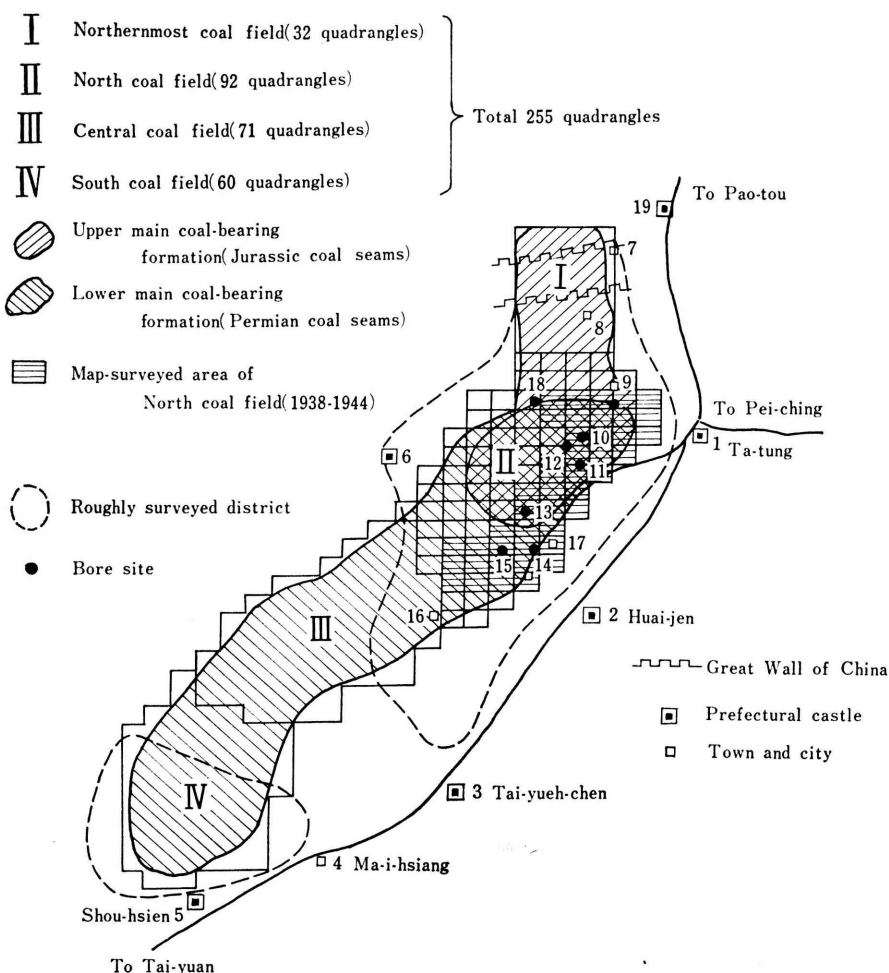 I Northernmost coal field(32 quadrangles)
II North coal field(92 quadrangles)
III Central coal field(71 quadrangles)
IV South coal field(60 quadrangles)
Total 255 quadrangles
Upper main coal-bearing
formation(Jurassic coal seams)
Lower main coal-bearing
formation(Permian coal seams)
Map-surveyed area of
North coal field(1938-1944)
Roughly surveyed district
Bore site
19
To Pao-tou
7
I
8
18
9
To Pei-ching
10
1
Ta-tung
6
II
12
11
13
17
15
14
16
2 Huai-jen
III
Great Wall of China
Prefectural castle
Town and city
IV
3 Tai-yueh-chen
4 Ma-i-hsiang
Shou-hsien 5
To Tai-yuan